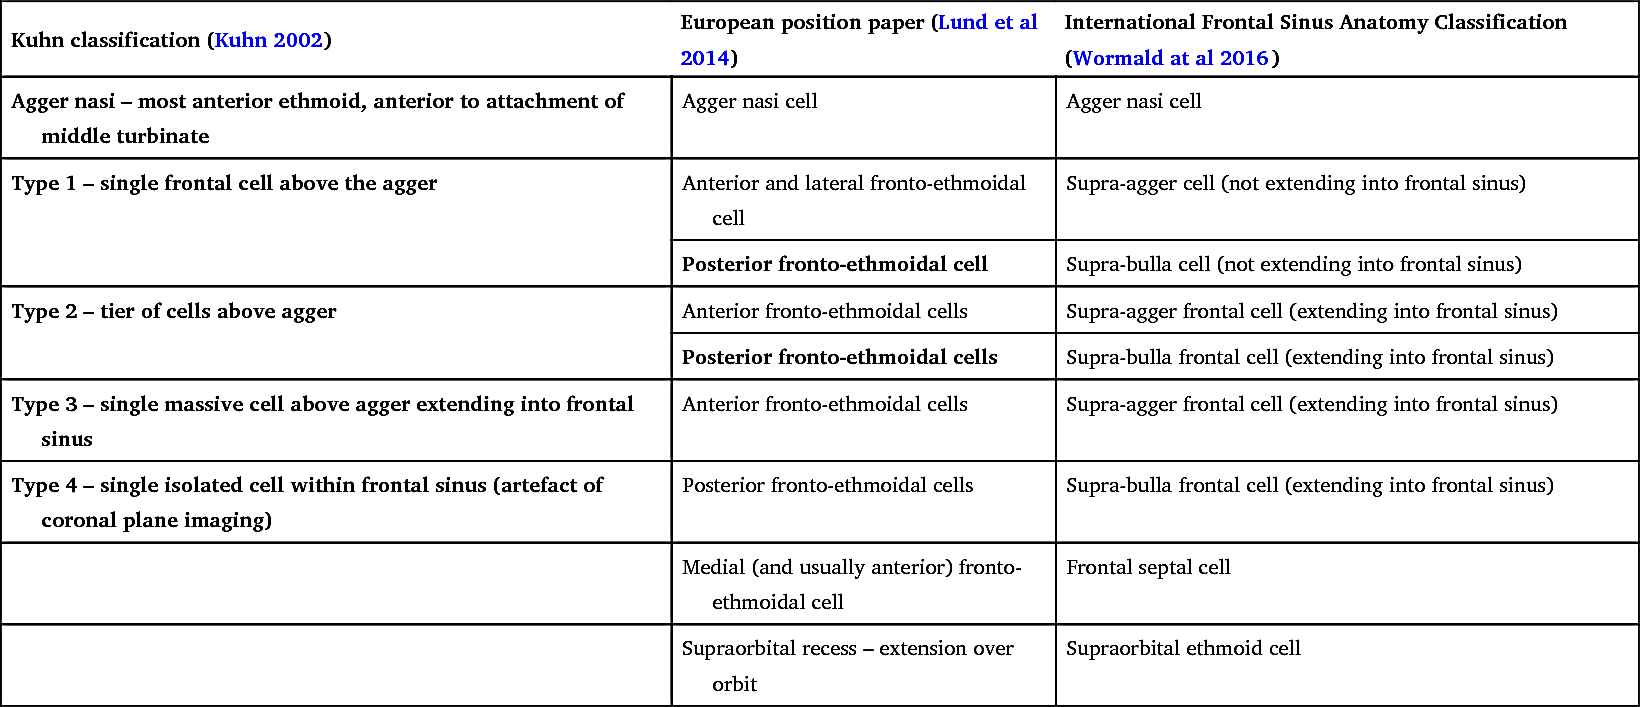 Kuhn classification (Kuhn 2002)
European position paper (Lund et al
2014)
International Frontal Sinus Anatomy Classification
(Wormald at al 2016)
Agger nasi – most anterior ethmoid, anterior to attachment of
middle turbinate
Agger nasi cell
Agger nasi cell
Type 1 – single frontal cell above the agger
Anterior and lateral fronto-ethmoidal
cell
Supra-agger cell (not extending into frontal sinus)
Posterior fronto-ethmoidal cell
Supra-bulla cell (not extending into frontal sinus)
Type 2 – tier of cells above agger
Anterior fronto-ethmoidal cells
Supra-agger frontal cell (extending into frontal sinus)
Posterior fronto-ethmoidal cells
Supra-bulla frontal cell (extending into frontal sinus)
Type 3 – single massive cell above agger extending into frontal
sinus
Anterior fronto-ethmoidal cells
Supra-agger frontal cell (extending into frontal sinus)
Type 4 – single isolated cell within frontal sinus (artefact of
coronal plane imaging)
Posterior fronto-ethmoidal cells
Supra-bulla frontal cell (extending into frontal sinus)
Medial (and usually anterior) fronto-
ethmoidal cell
Frontal septal cell
Supraorbital recess – extension over
orbit
Supraorbital ethmoid cell